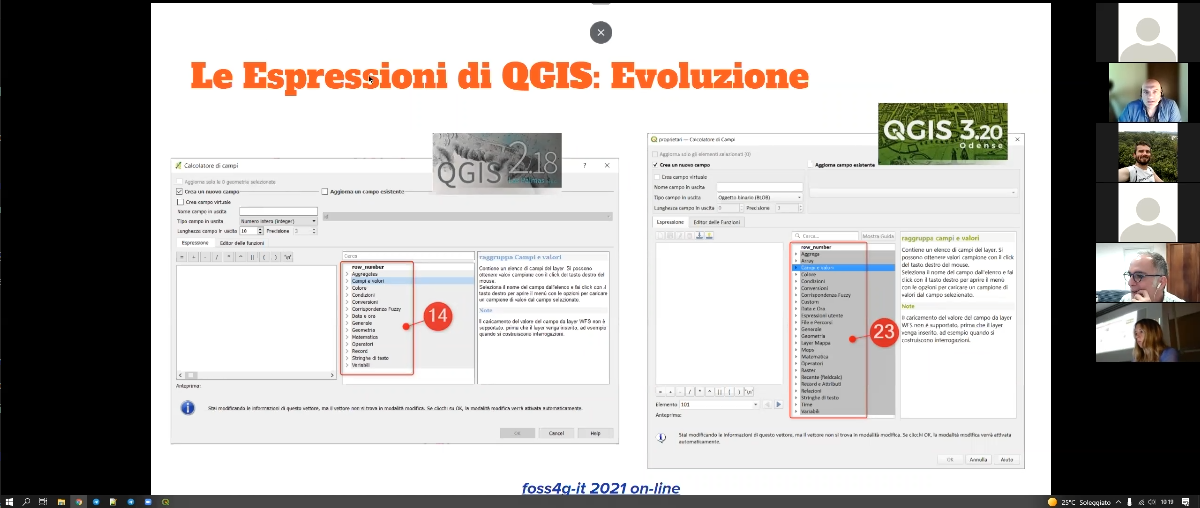 Le Espressioni di QGIS: Evoluzione
QGIS 2.18
QGIS 3.20
Odense
Calcolatore di campi
Aggiorna solo le 0 geometrie selezionate
Crea un nuovo campo
Aggiorna un campo esistente
Crea campo virtuale
Nome campo in uscita
Tipo campo in uscita
Numero intero (integer)
Lunghezza campo in uscita 10 Precisione 3
Espressione
Editor delle funzioni
= + - / * ^ || ( ) '\n'
Cerca
row_number
Aggregates
Campi e valori
Colore
Condizioni
Conversioni
Corrispondenza Fuzzy
Data e ora
Generale
Geometria
Matematica
Operatori
Record
Stringhe di testo
Variabili
14
raggruppa Campi e valori
Contiene un elenco di campi del layer. Si possono
ottenere valori campione con il click del tasto destro del
mouse.
Seleziona il nome del campo dall'elenco e fai click con il
tasto destro per aprire il menù con le opzioni per caricare
un campione di valori dal campo selezionato.
Note
Il caricamento del valore del campo da layer WFS non è
supportato, prima che il layer venga inserito, ad esempio
quando si costruiscono interrogazioni.
Anteprima:
Stai modificando le informazioni di questo vettore, ma il vettore non si trova in modalità modifica. Se clicchi su OK, la modalità modifica verrà attivata automaticamente.
OK
Cancel
Help
proprietari — Calcolatore di Campi
Aggiorna solo gli elementi selezionati (0)
Crea un nuovo campo
Aggiorna campo esistente
Crea campo virtuale
Nome campo in uscita
Tipo campo in uscita
Oggetto binario (BLOB)
Lunghezza campo in uscita 0 Precisione 3
Espressione
Editor delle Funzioni
Cerca...
Mostra Guida
row_number
Aggrega
Array
Campi e valori
Colore
Condizioni
Conversioni
Corrispondenza Fuzzy
Custom
Data e Ora
Espressioni utente
File e Percorsi
Generale
Geometria
Layer Mappa
Maps
Matematica
Operatori
Raster
Recente (fieldcalc)
Record e Attributi
Relazioni
Stringhe di testo
Time
Variabili
23
raggruppa campi e valori
Contiene un elenco di campi del layer. Si
possono ottenere valori campione con il click
del tasto destro del mouse.
Seleziona il nome del campo dall'elenco e fai
click con il tasto destro per aprire il menù
con le opzioni per caricare un campione di
valori dal campo selezionato.
Note
Il caricamento del valore del campo da layer
WFS non è supportato, prima che il layer
venga inserito, ad esempio quando si
costruiscono interrogazioni.
= + - / * ^ || ( ) '\n'
Elemento 101
Anteprima:
Stai modificando le informazioni di questo vettore, ma il vettore non si trova in modalità modifica. Se clicchi su OK, la modalità modifica verrà attivata
automaticamente.
OK
Annulla
Aiuto
foss4g-it 2021 on-line
25°C Soleggiato
10:19